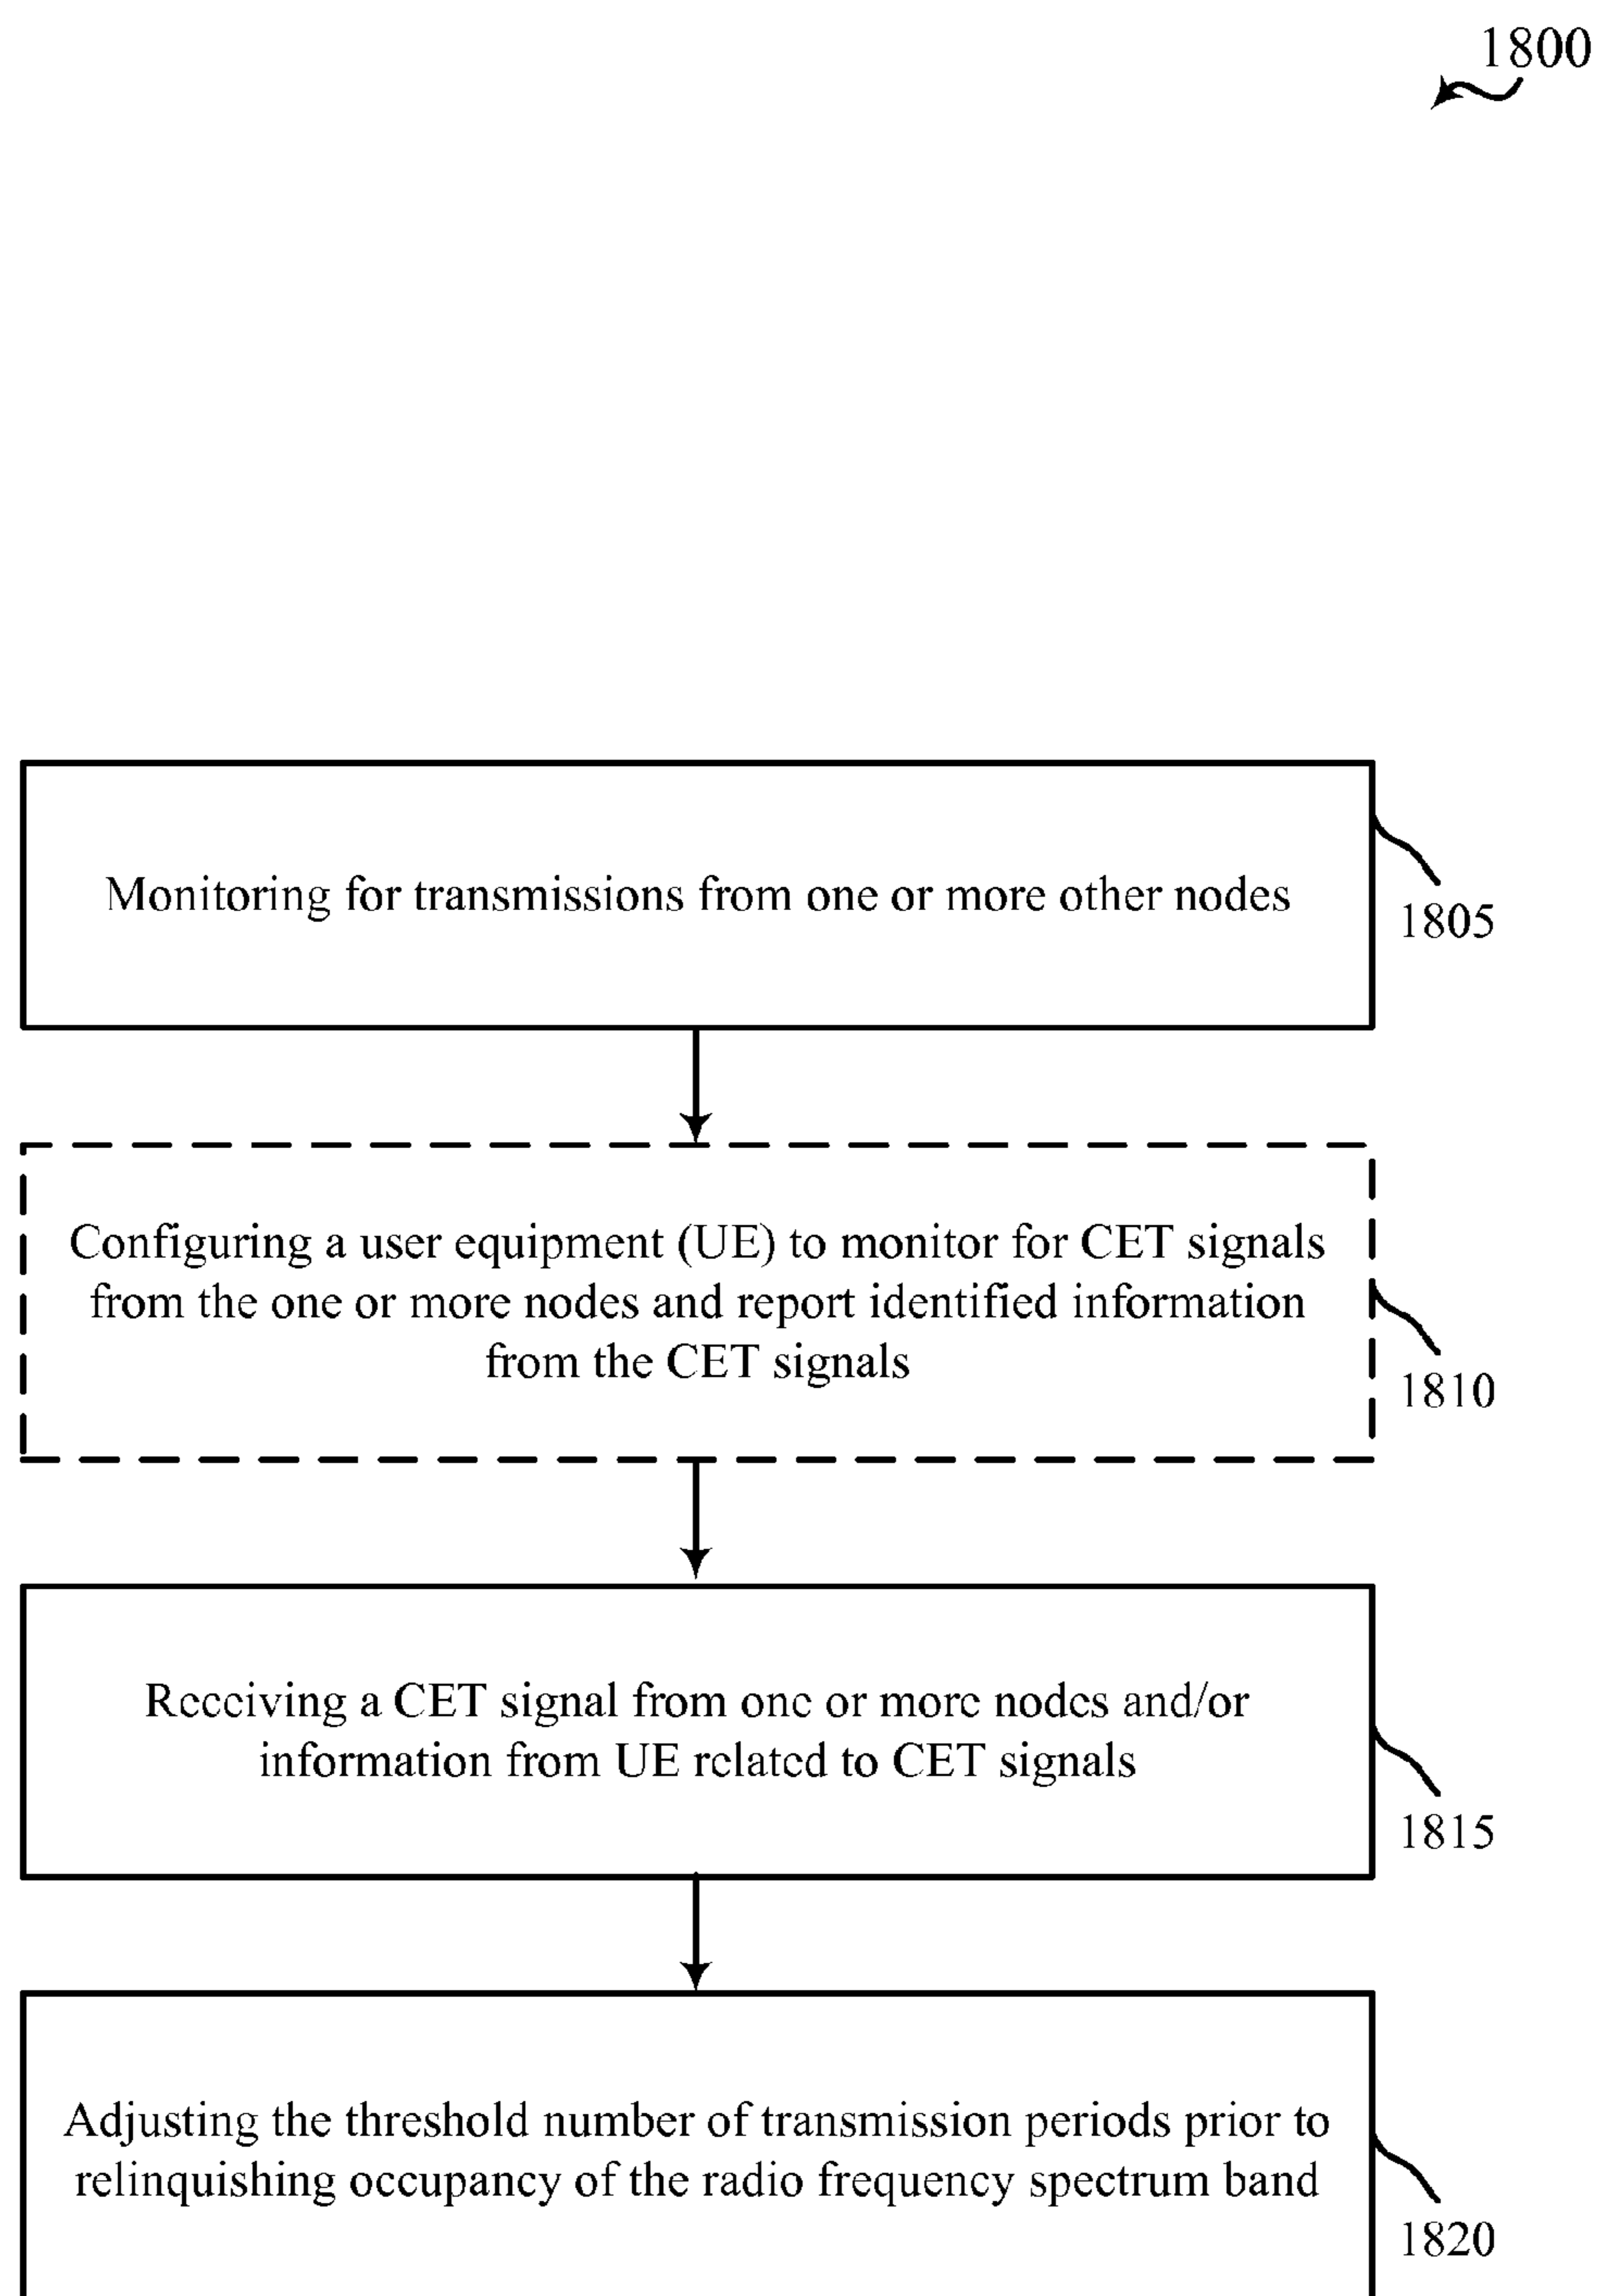 1800
Monitoring for transmissions from one or more other nodes
1805
Configuring a user equipment (UE) to monitor for CET signals
from the one or more nodes and report identified information
from the CET signals
1810
Receiving a CET signal from one or more nodes and/or
information from UE related to CET signals
1815
Adjusting the threshold number of transmission periods prior to
relinquishing occupancy of the radio frequency spectrum band
1820